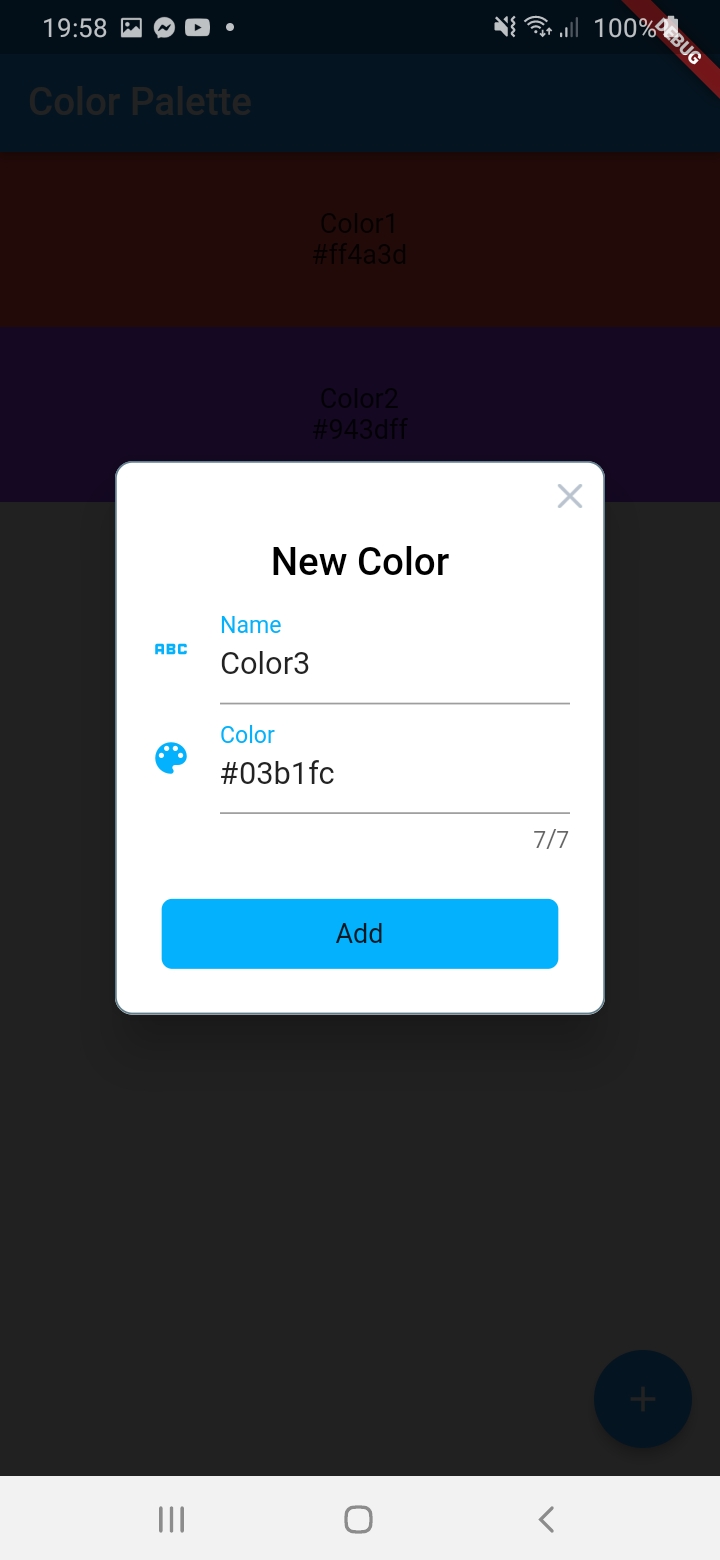 19:58
100%
DEBUG
Color Palette
Color1
#ff4a3d
Color2
#943dff
New Color
Name
ABC
Color3
Color
#03b1fc
7/7
Add